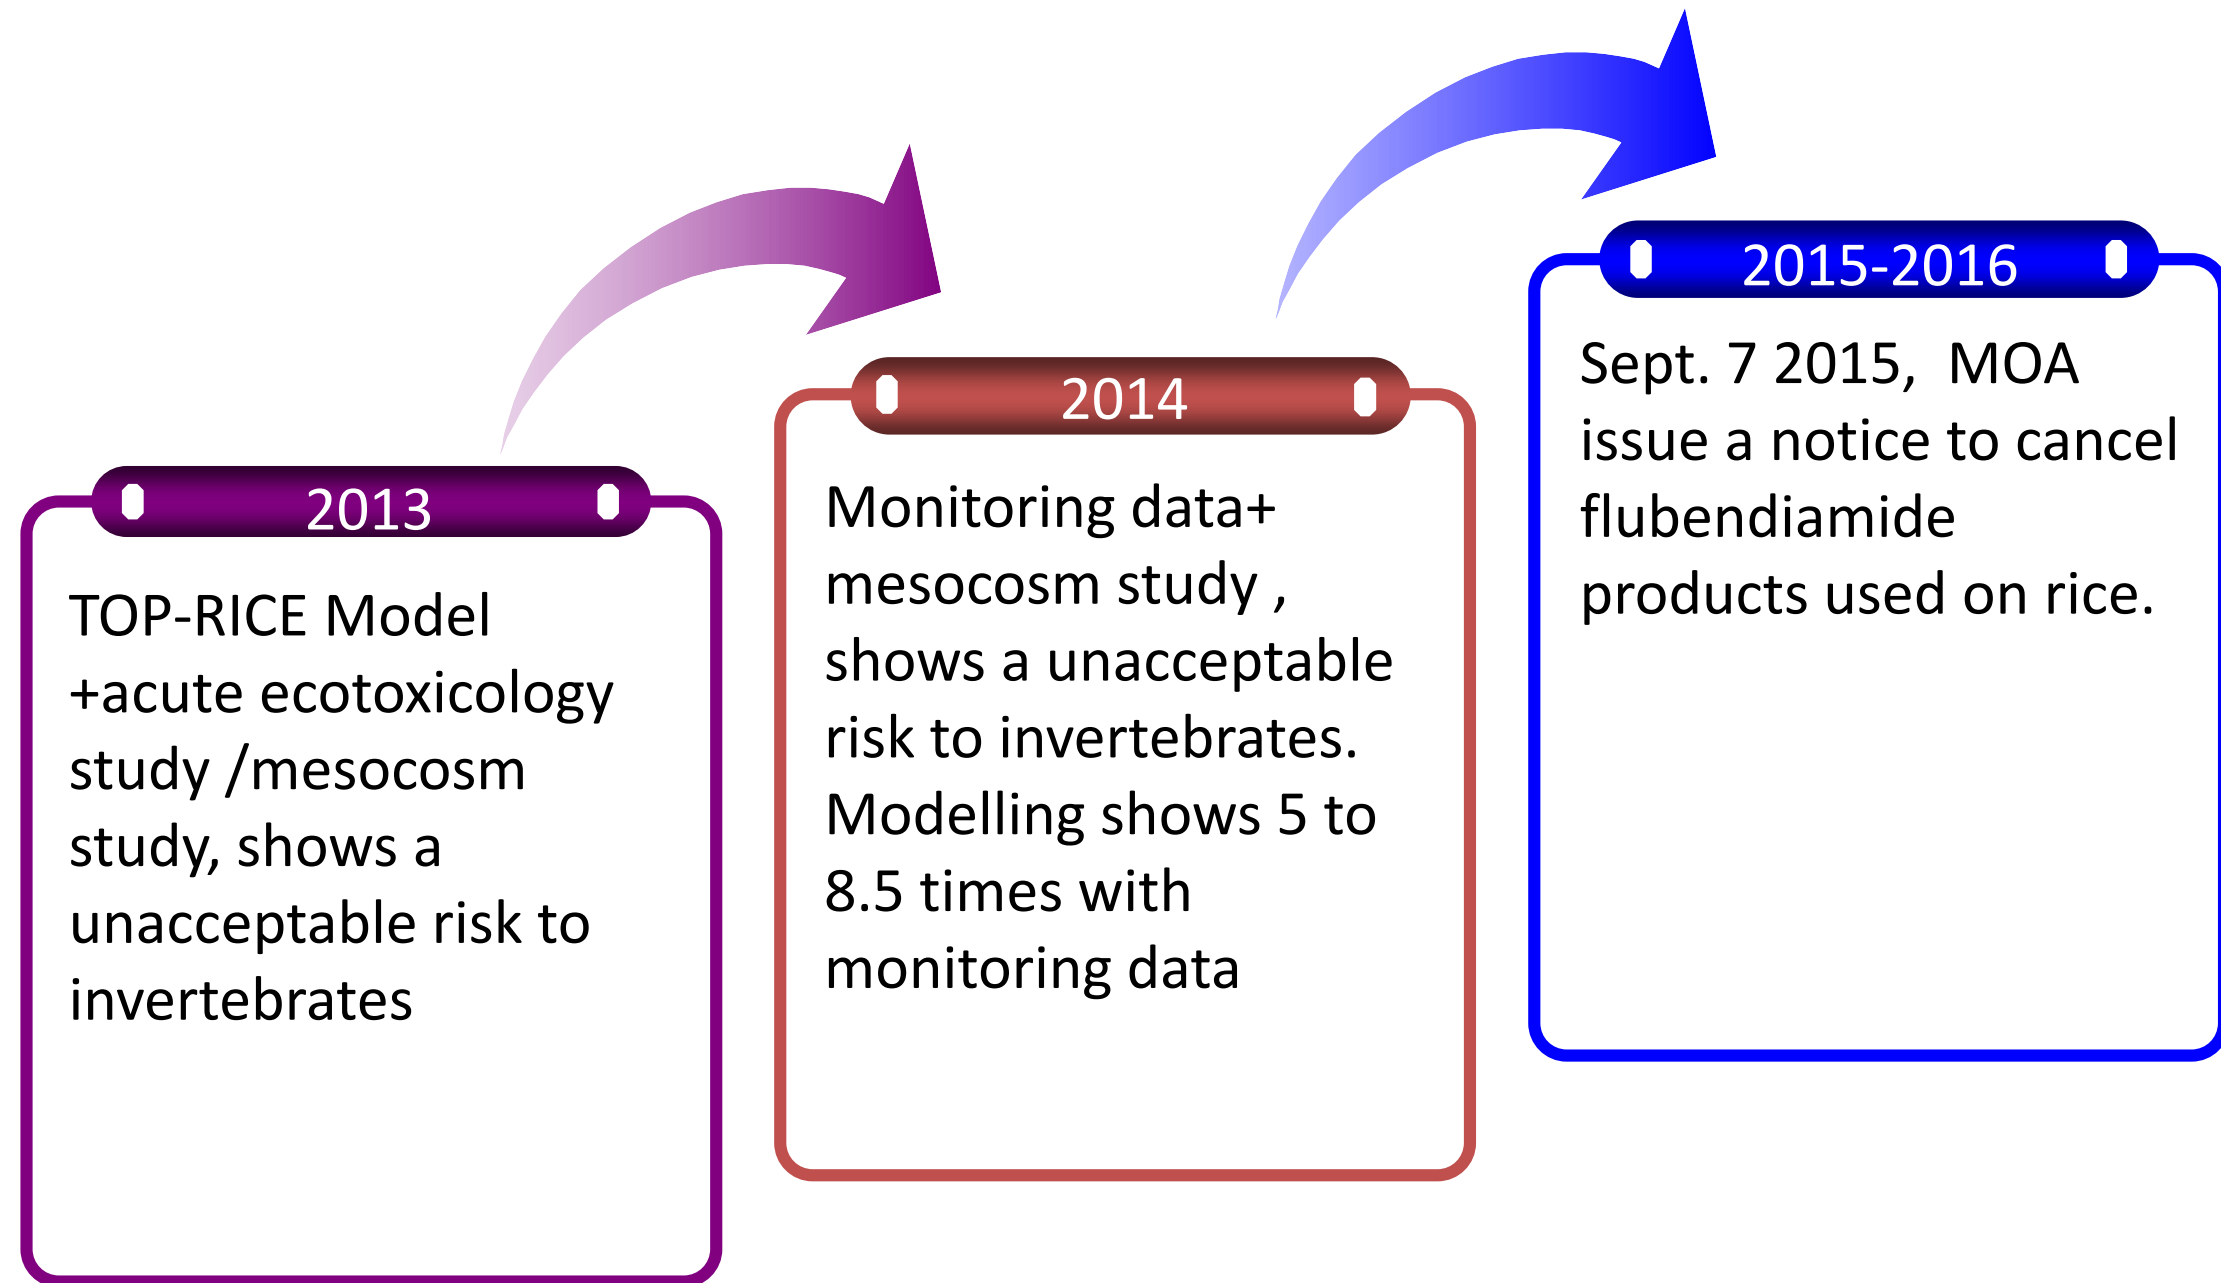 2013
TOP-RICE Model
+acute ecotoxicology
study /mesocosm
study, shows a
unacceptable risk to
invertebrates
2014
Monitoring data+
mesocosm study ,
shows a unacceptable
risk to invertebrates.
Modelling shows 5 to
8.5 times with
monitoring data
2015-2016
Sept. 7 2015,  MOA
issue a notice to cancel
flubendiamide
products used on rice.